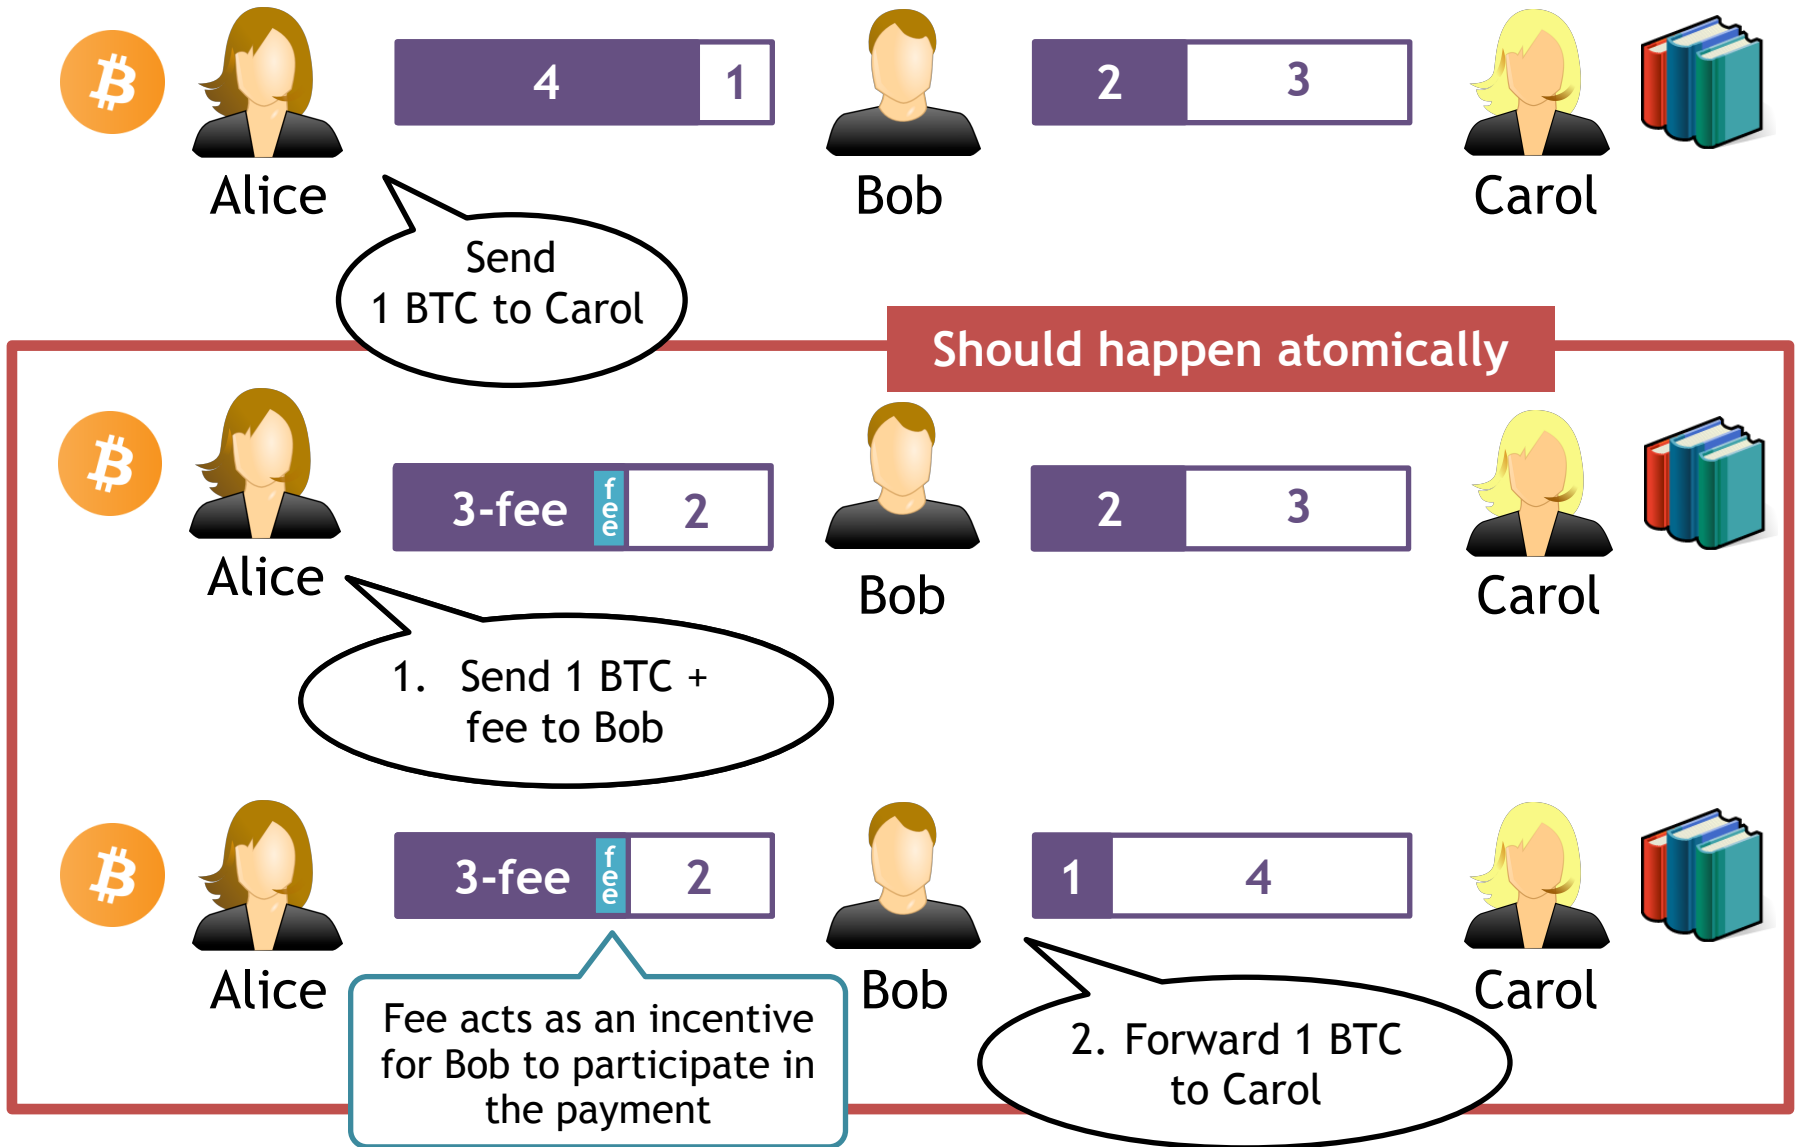 4
1
2
3
Alice
Bob
Carol
Send
1 BTC to Carol
Should happen atomically
3-fee
fee
2
2
3
Alice
Bob
Carol
1. Send 1 BTC +
fee to Bob
3-fee
fee
2
1
4
Alice
Bob
Carol
Fee acts as an incentive
for Bob to participate in
the payment
2. Forward 1 BTC
to Carol